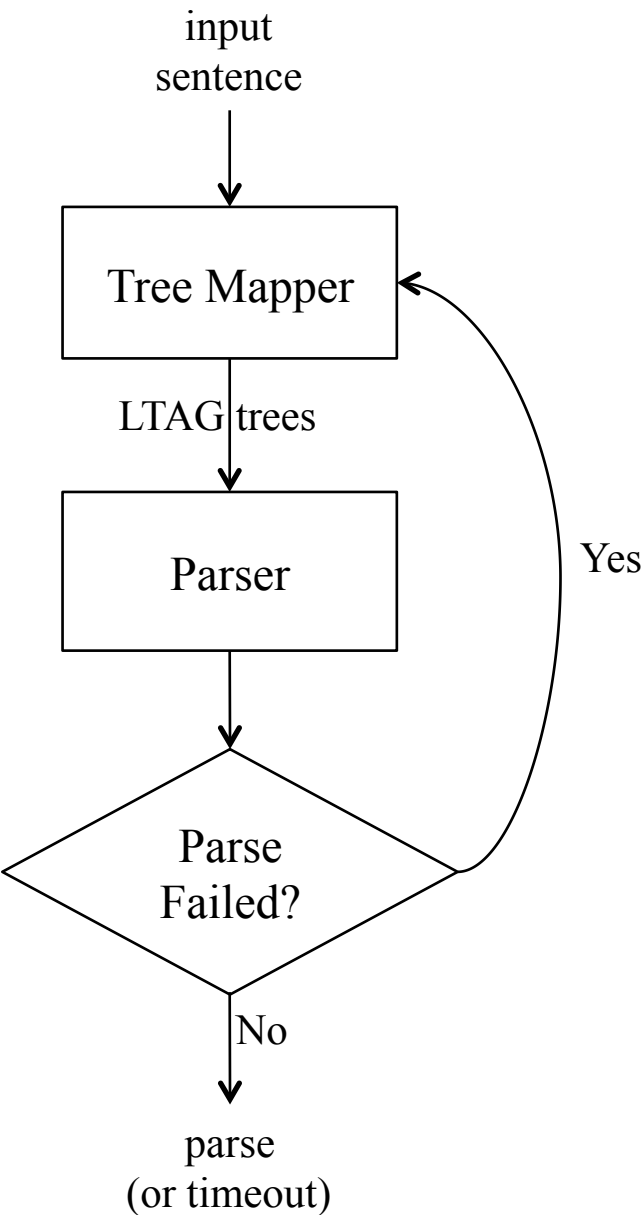 input
sentence
Tree Mapper
LTAG trees
Parser
Yes
Parse
Failed?
No
parse
(or timeout)